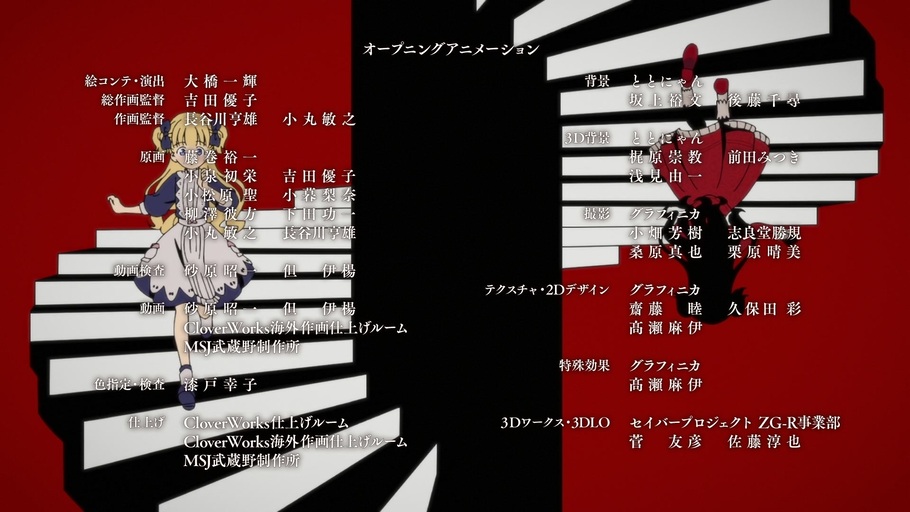 オープニングアニメーション
絵コンテ・演出 大橋一輝
総作画監督 吉田優子
作画監督 長谷川亨雄 小丸敏之
原画 藤巻裕一
小泉初栄 吉田優子
小松原聖 小暮梨奈
柳澤彼方 下田功一
小丸敏之 長谷川亨雄
動画検査 砂原昭一 但伊楊
動画 砂原昭一 但伊楊
CloverWorks海外作画仕上げルーム
MSJ武蔵野制作所
色指定・検査 漆戸幸子
仕上げ CloverWorks仕上げルーム
CloverWorks海外作画仕上げルーム
MSJ武蔵野制作所
背景 ととにゃん
坂上裕文 後藤千尋
3D背景 ととにゃん
梶原崇教 前田みつき
浅見由一
撮影 グラフィニカ
小畑芳樹 志良堂勝規
桑原真也 栗原晴美
テクスチャ・2Dデザイン グラフィニカ
齋藤睦 久保田彩
髙瀬麻伊
特殊効果 グラフィニカ
髙瀬麻伊
3Dワークス・3DLO セイバープロジェクト ZG-R事業部
菅友彦 佐藤淳也